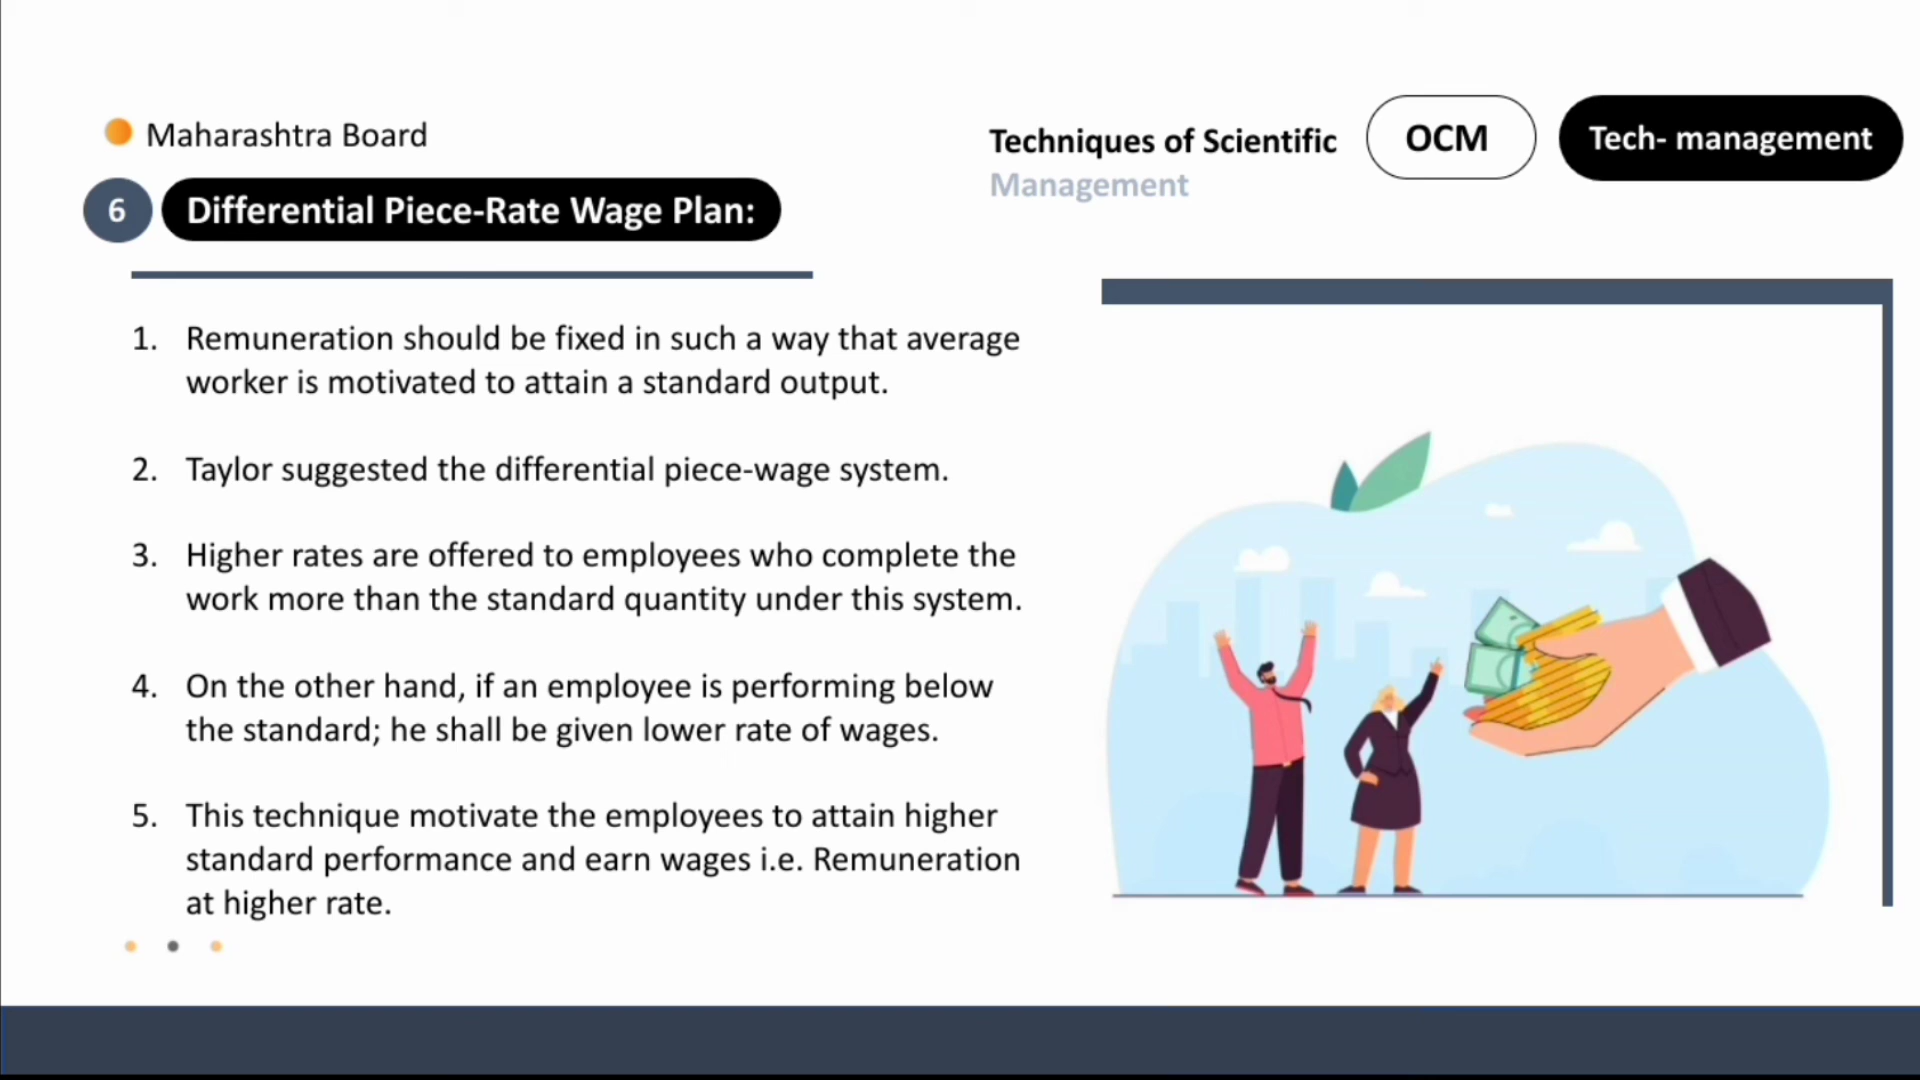 Maharashtra Board
Techniques of Scientific
Management
OCM
Tech- management
6
Differential Piece-Rate Wage Plan:
1. Remuneration should be fixed in such a way that average
worker is motivated to attain a standard output.
2. Taylor suggested the differential piece-wage system.
3. Higher rates are offered to employees who complete the
work more than the standard quantity under this system.
4. On the other hand, if an employee is performing below
the standard; he shall be given lower rate of wages.
5. This technique motivate the employees to attain higher
standard performance and earn wages i.e. Remuneration
at higher rate.